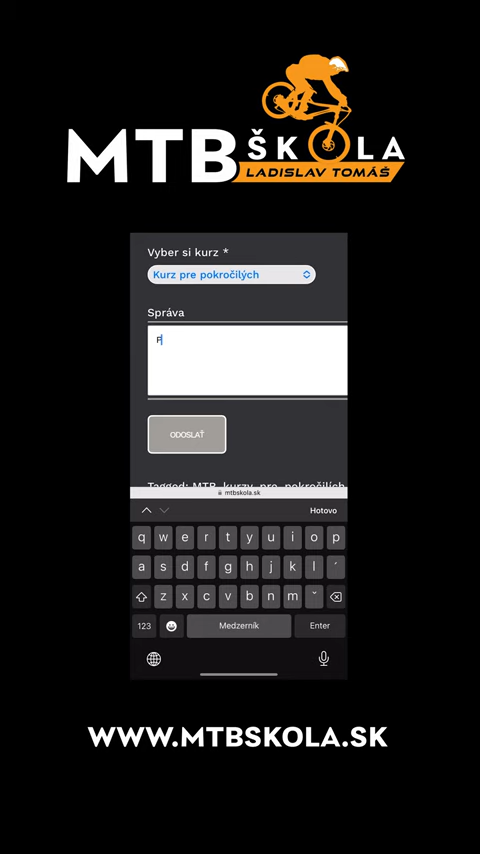 MTB ŠKOLA
LADISLAV TOMÁŠ
Vyber si kurz *
Kurz pre pokročilých
Správa
F
ODOSLAŤ
Tagged: MTB, kurzy, pre, pokročilých
mtbskola.sk
Hotovo
q w e r t y u i o p
a s d f g h j k l ´
z x c v b n m ˇ
123 Medzerník Enter
WWW.MTBSKOLA.SK